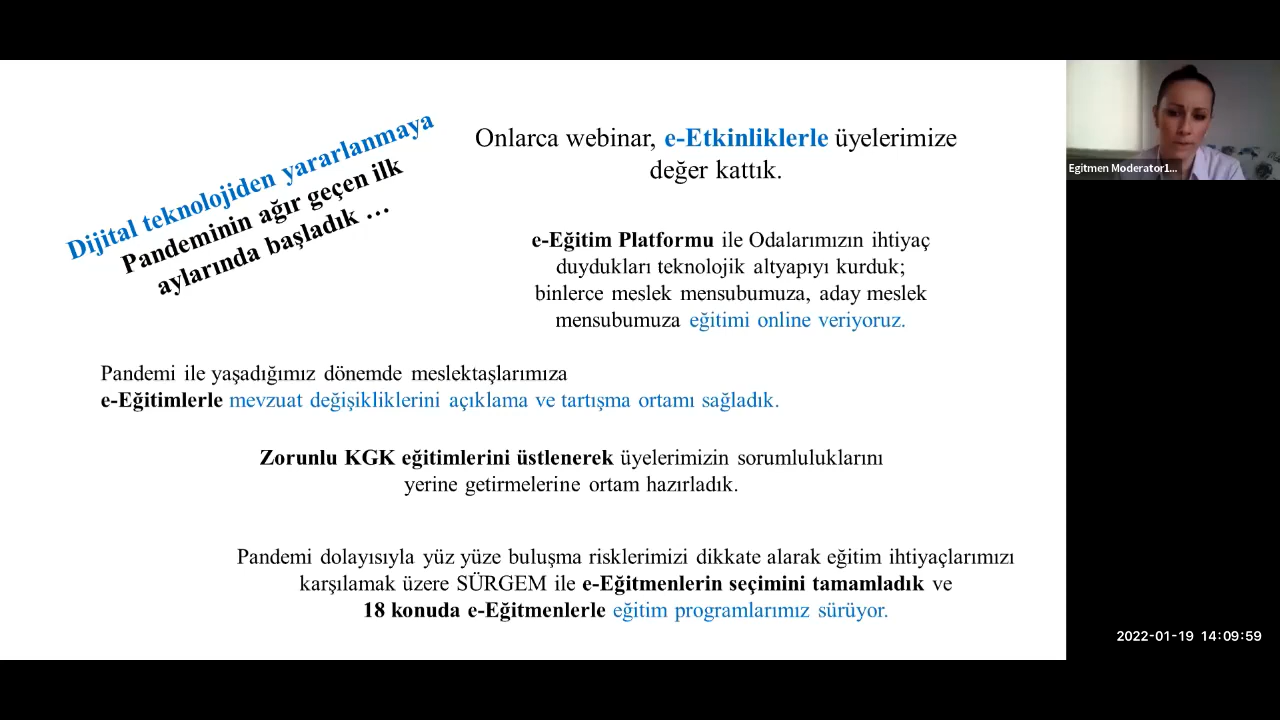 Dijital teknolojiden yararlanmaya
Pandeminin ağır geçen ilk
aylarında başladık ...
Onlarca webinar, e-Etkinliklerle üyelerimize
değer kattık.
e-Eğitim Platformu ile Odalarımızın ihtiyaç
duydukları teknolojik altyapıyı kurduk;
binlerce meslek mensubumuza, aday meslek
mensubumuza eğitimi online veriyoruz.
Pandemi ile yaşadığımız dönemde meslektaşlarımıza
e-Eğitimlerle mevzuat değişikliklerini açıklama ve tartışma ortamı sağladık.
Zorunlu KGK eğitimlerini üstlenerek üyelerimizin sorumluluklarını
yerine getirmelerine ortam hazırladık.
Pandemi dolayısıyla yüz yüze buluşma risklerimizi dikkate alarak eğitim ihtiyaçlarımızı
karşılamak üzere SÜRGEM ile e-Eğitmenlerin seçimini tamamladık ve
18 konuda e-Eğitmenlerle eğitim programlarımız sürüyor.
Egitmen Moderator1...
2022-01-19 14:09:59